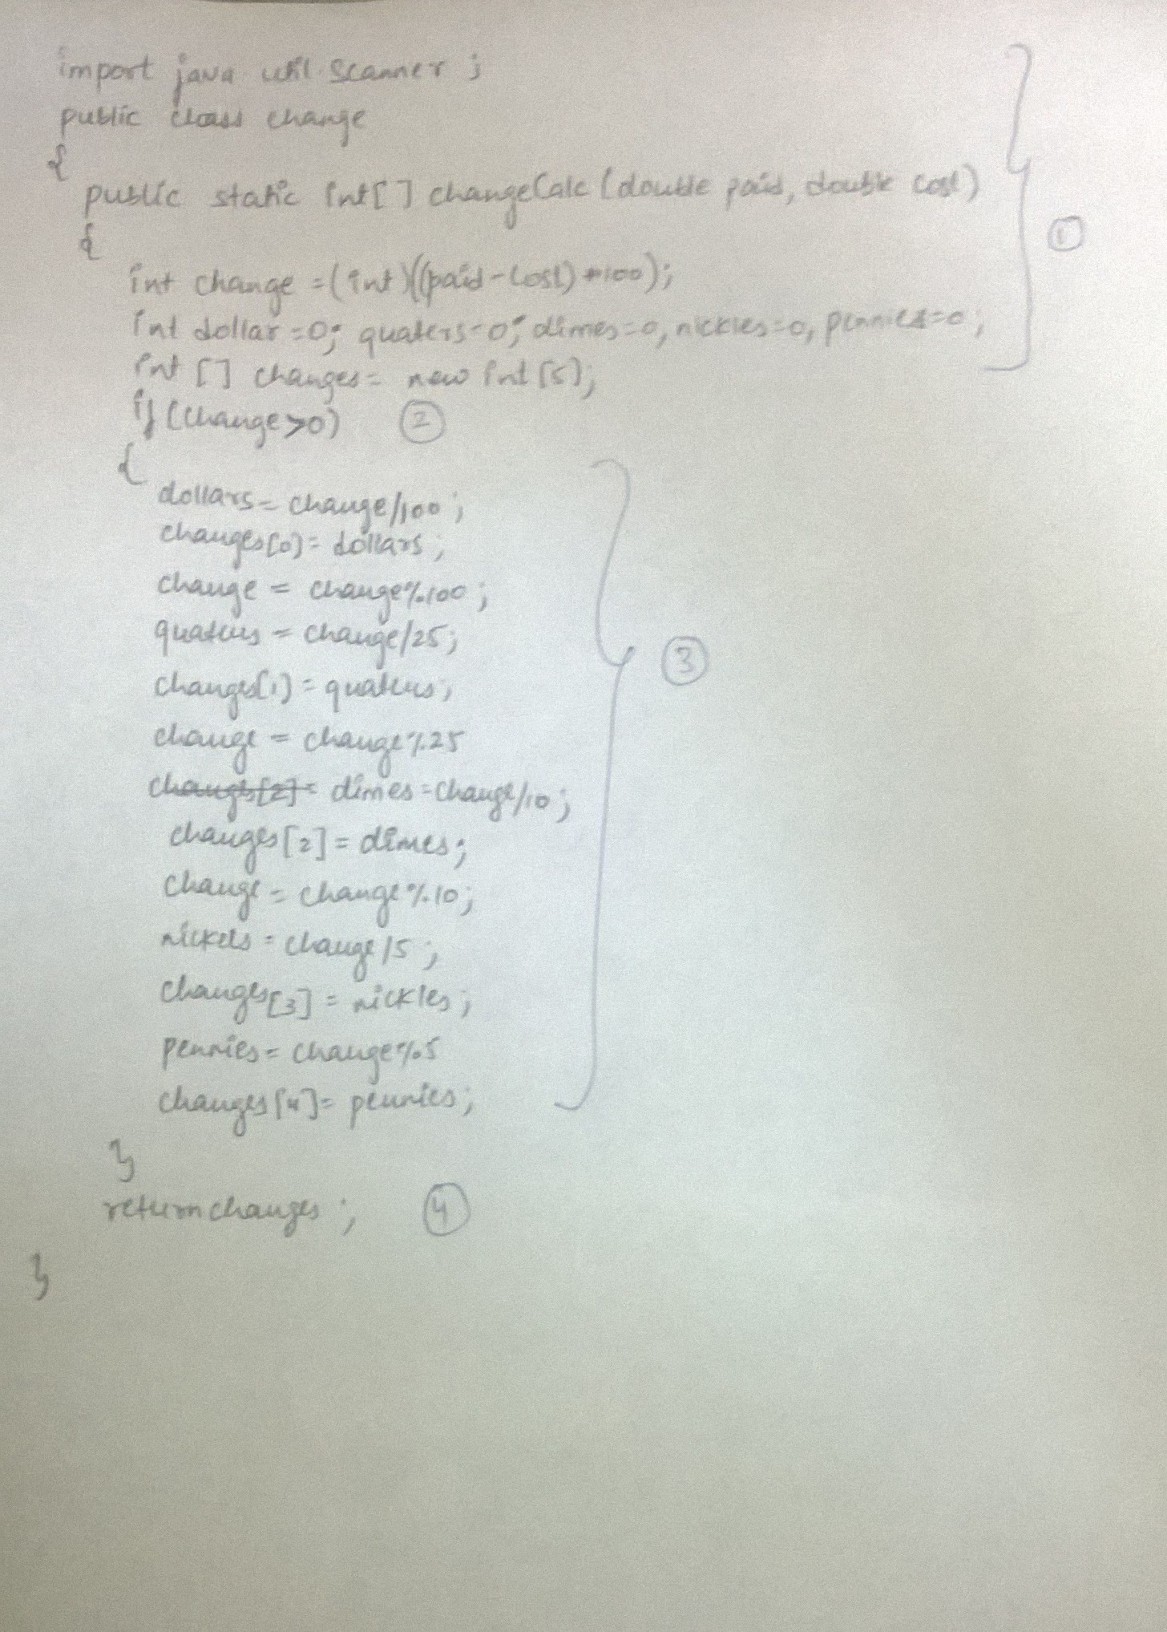 import java.util.Scanner ;
public class change
{
public static int[ ] changeCalc (double paid, double cost)
{
int change =(int)((paid-cost)*100);
int dollar=0; quaters=0; dimes=0, nickles=0, pennies=0;
int [] changes= new int[5];
if (change>0) 2
{
dollars=change/100;
changes[0]= dollars;
change = change%100;
quaters = change/25;
changes[1]= quaters;
change = change%25
changes[2]= dimes=change/10;
changes[2]= dimes;
change = change%10;
nickels = change/5;
changes[3] = nickles;
pennies= change%5
changes[4]= pennies;
}
return changes; 4
}
1
3